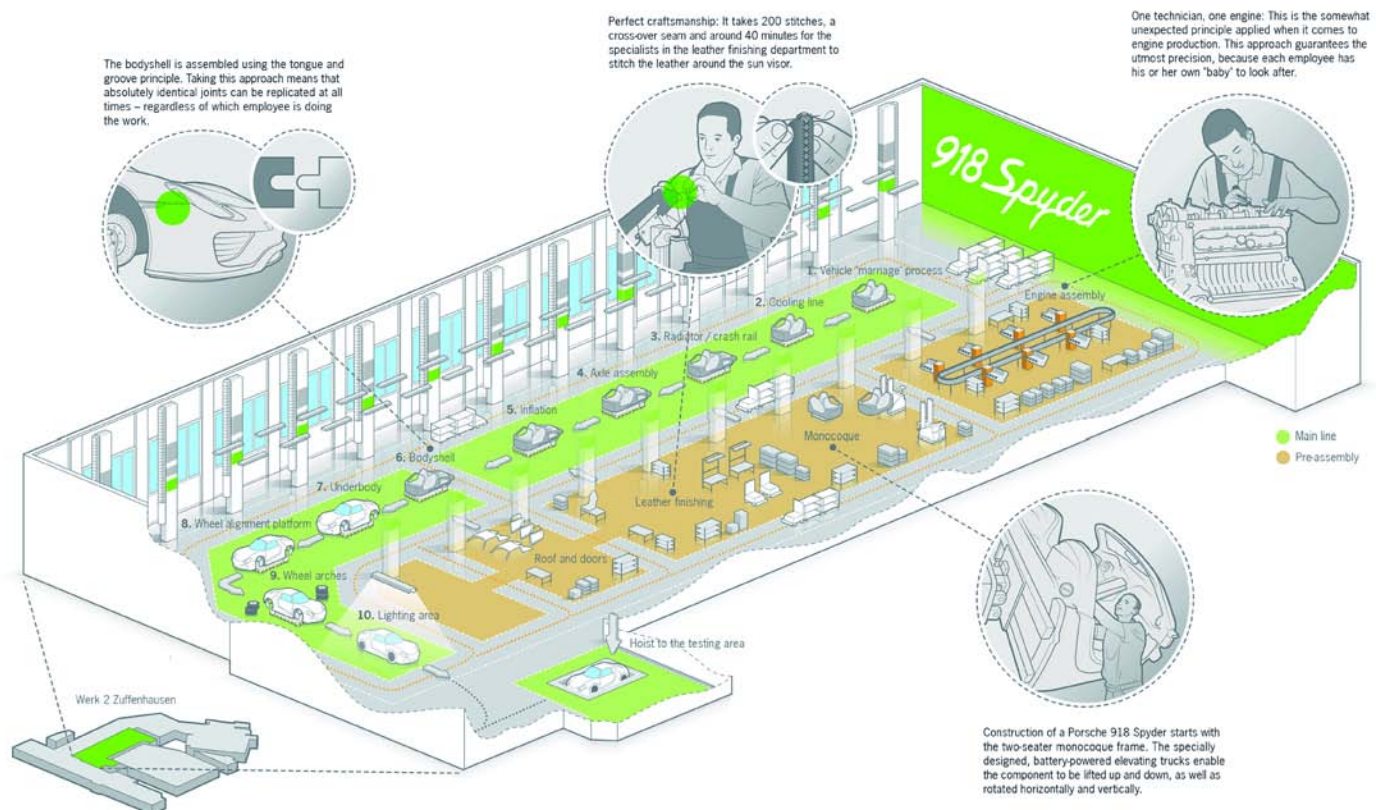 The bodyshell is assembled using the tongue and
groove principle. Taking this approach means that
absolutely identical joints can be replicated at all
times – regardless of which employee is doing
the work.
Perfect craftsmanship: It takes 200 stitches, a
cross-over seam and around 40 minutes for the
specialists in the leather finishing department to
stitch the leather around the sun visor.
One technician, one engine: This is the somewhat
unexpected principle applied when it comes to
engine production. This approach guarantees the
utmost precision, because each employee has
his or her own "baby" to look after.
918 Spyder
1. Vehicle "marriage" process
2. Cooling line
3. Radiator / crash rail
4. Axle assembly
5. Inflation
6. Bodyshell
7. Underbody
8. Wheel alignment platform
9. Wheel arches
10. Lighting area
Engine assembly
Monocoque
Leather finishing
Roof and doors
Hoist to the testing area
Main line
Pre-assembly
Werk 2 Zuffenhausen
Construction of a Porsche 918 Spyder starts with
the two-seater monocoque frame. The specially
designed, battery-powered elevating trucks enable
the component to be lifted up and down, as well as
rotated horizontally and vertically.